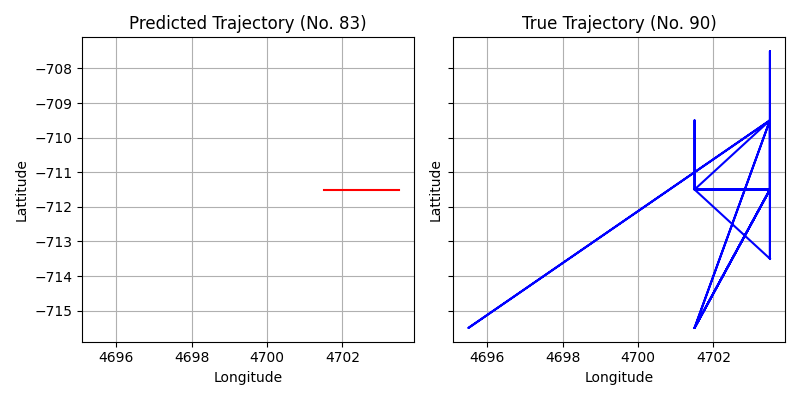 Predicted Trajectory (No. 83)
True Trajectory (No. 90)
Lattitude
−708
−709
−710
−711
−712
−713
−714
−715
4696
4698
4700
4702
Longitude
Lattitude
4696
4698
4700
4702
Longitude